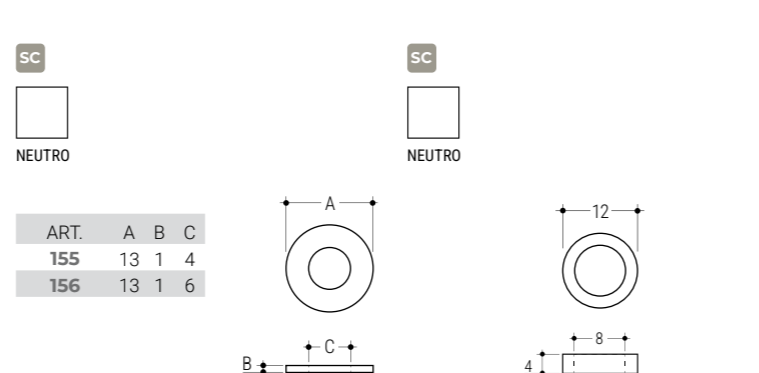 SC
NEUTRO
ART. A B C
155 13 1 4
156 13 1 6
A
C
B
SC
NEUTRO
12
8
4